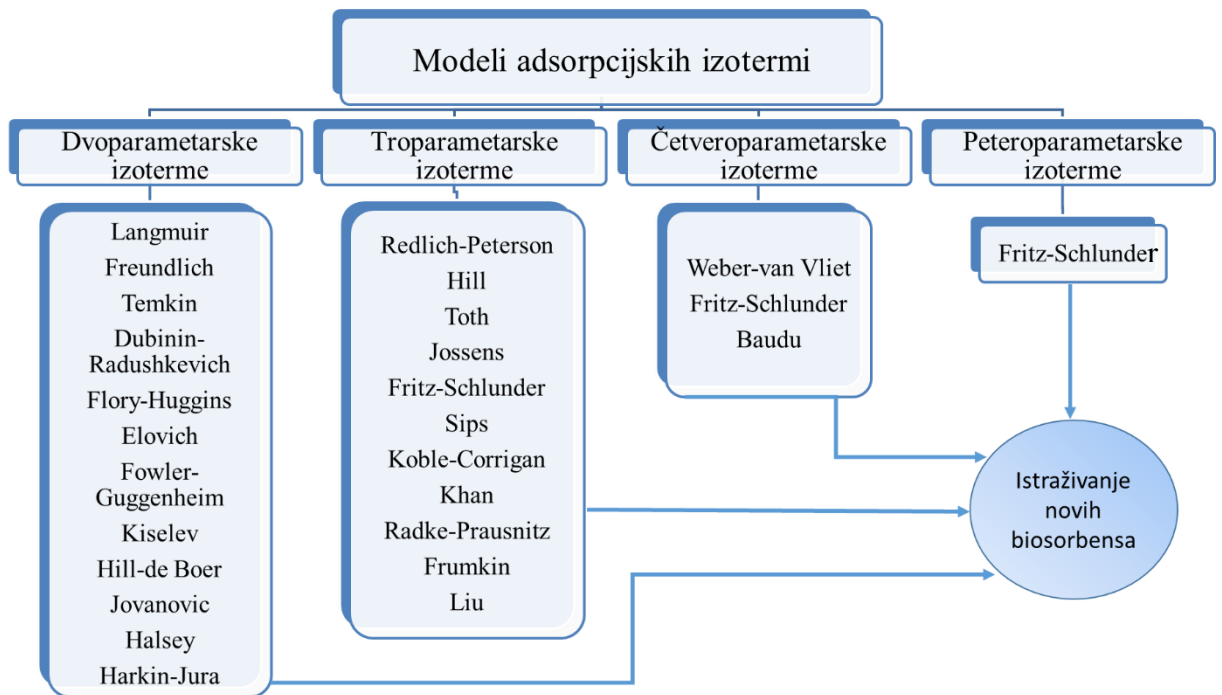 Modeli adsorpcijskih izotermi
Dvoparametarske
izoterme
Troparametarske
izoterme
Četveroparametarske
izoterme
Peteroparametarske
izoterme
Langmuir
Freundlich
Temkin
Dubinin-
Radushkevich
Flory-Huggins
Elovich
Fowler-
Guggenheim
Kiselev
Hill-de Boer
Jovanovic
Halsey
Harkin-Jura
Redlich-Peterson
Hill
Toth
Jossens
Fritz-Schlunder
Sips
Koble-Corrigan
Khan
Radke-Prausnitz
Frumkin
Liu
Weber-van Vliet
Fritz-Schlunder
Baudu
Fritz-Schlunder
Istraživanje
novih
biosorbensa